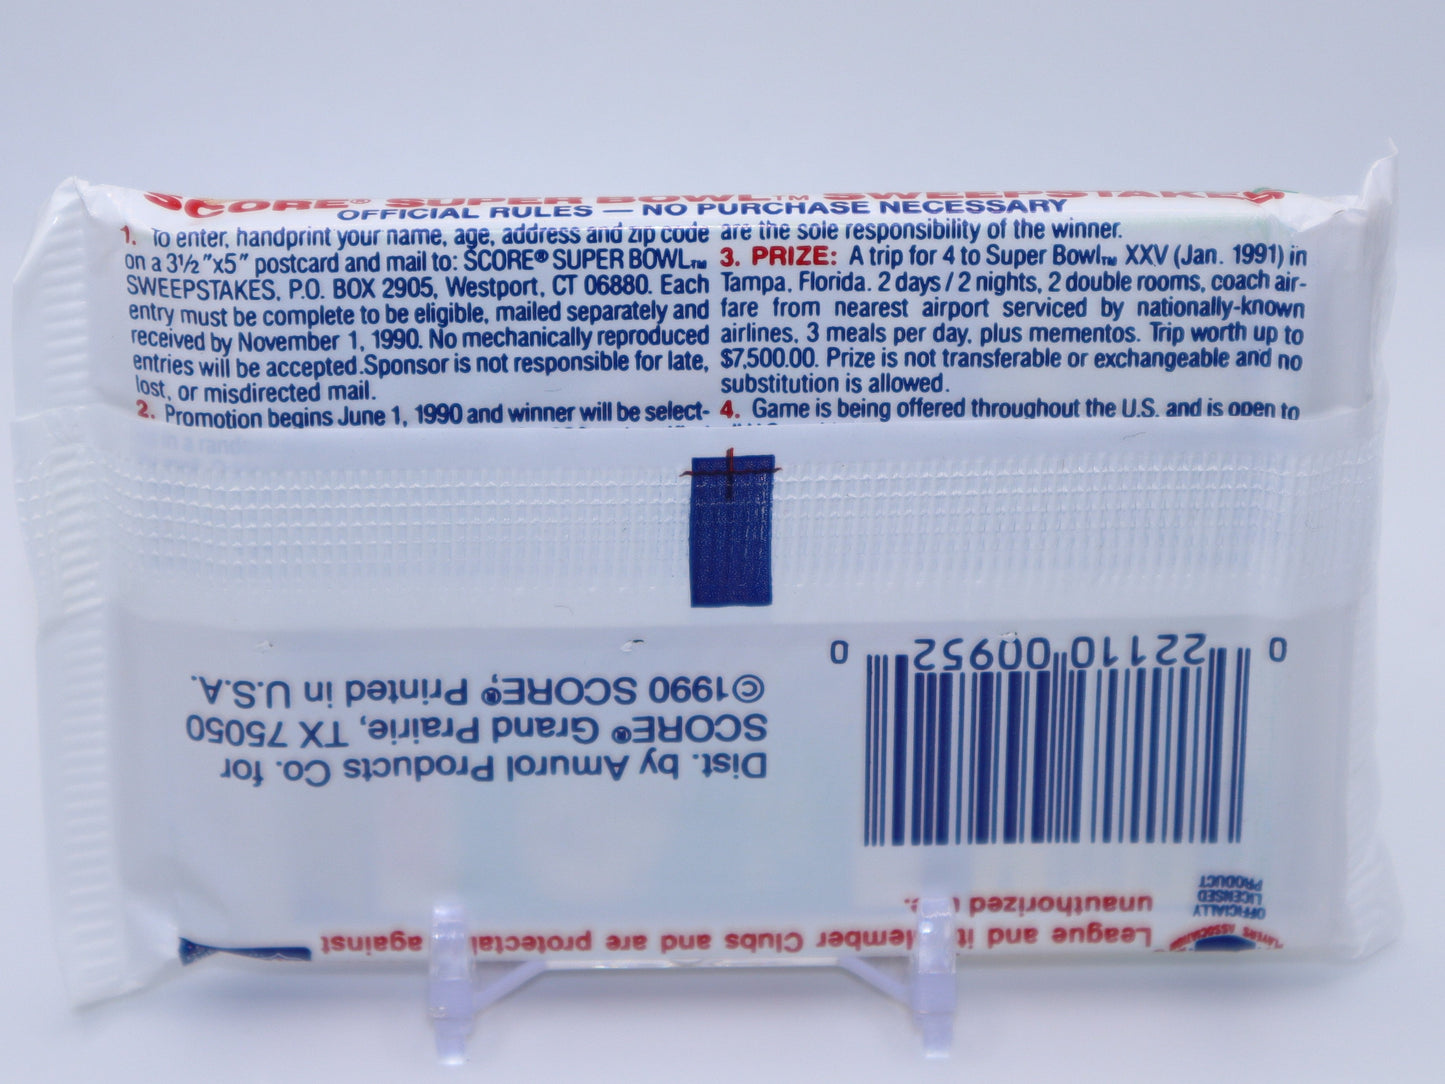 SCORE® SUPER BOWL™ SWEEPSTAKES
OFFICIAL RULES — NO PURCHASE NECESSARY
1. To enter, handprint your name, age, address and zip code
on a 3½"x5" postcard and mail to: SCORE® SUPER BOWL™
SWEEPSTAKES, P.O. BOX 2905, Westport, CT 06880. Each
entry must be complete to be eligible, mailed separately and
received by November 1, 1990. No mechanically reproduced
entries will be accepted.Sponsor is not responsible for late,
lost, or misdirected mail.
2. Promotion begins June 1, 1990 and winner will be select-
are the sole responsibility of the winner.
3. PRIZE: A trip for 4 to Super Bowl™ XXV (Jan. 1991) in
Tampa, Florida. 2 days/2 nights, 2 double rooms, coach air-
fare from nearest airport serviced by nationally-known
airlines, 3 meals per day, plus mementos. Trip worth up to
$7,500.00. Prize is not transferable or exchangeable and no
substitution is allowed.
4. Game is being offered throughout the U.S. and is open to
Dist. by Amurol Products Co. for
SCORE® Grand Prairie, TX 75050
©1990 SCORE®, Printed in U.S.A.
0 22110 00952 0
League and Member Clubs and are against
unauthorized
PLAYERS ASSOCIATION
OFFICIALLY
LICENSED
PRODUCT